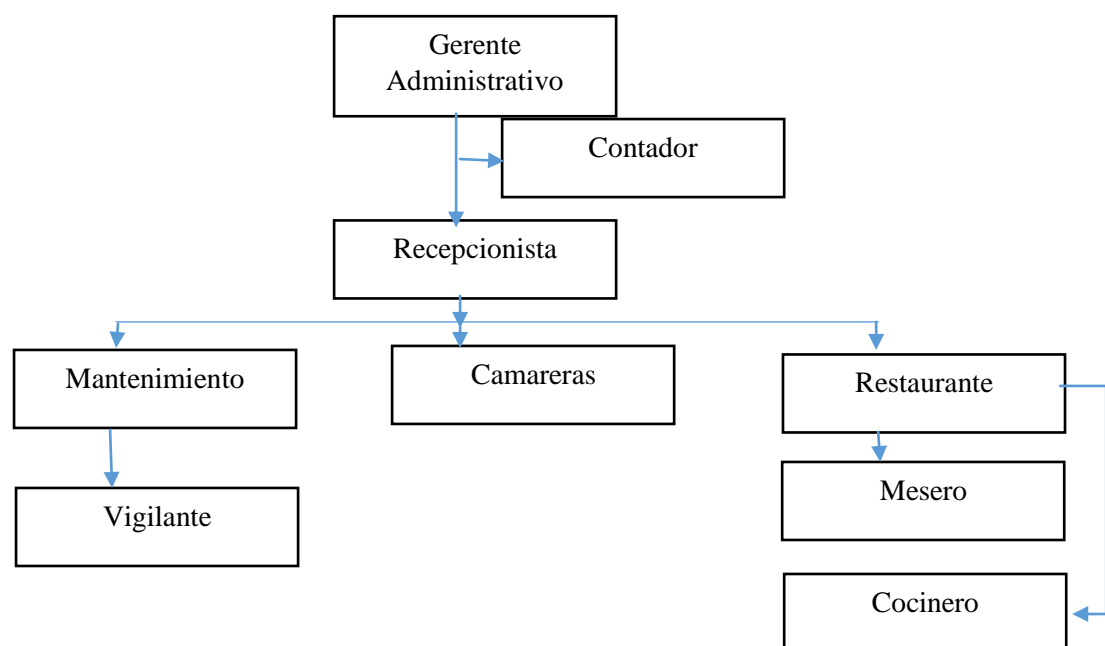 Gerente
Administrativo
Contador
Recepcionista
Mantenimiento
Camareras
Restaurante
Vigilante
Mesero
Cocinero